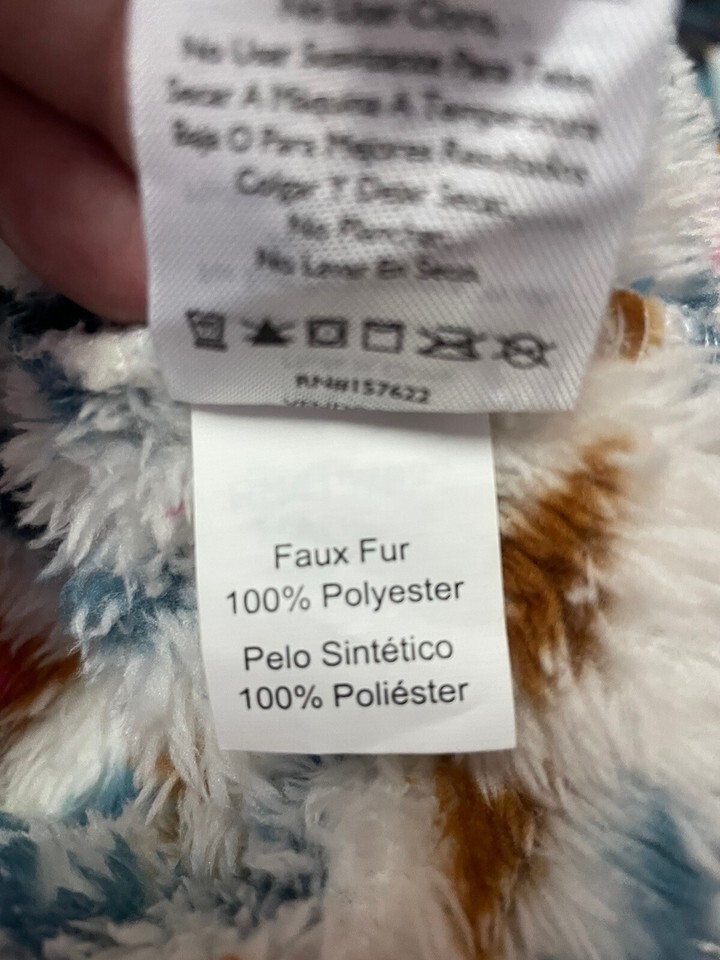 No Usar Cloro.
No Usar Suavizante Para Telas.
Secar A Máquina A Temperatura
Baja O Para Mejores Resultados
Colgar Y Dejar Secar.
No Planchar.
No Lavar En Seco.
RN#157622
Faux Fur
100% Polyester
Pelo Sintético
100% Poliéster